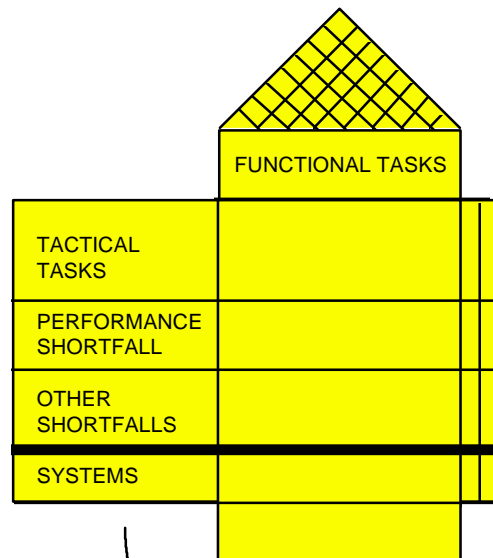 FUNCTIONAL TASKS
TACTICAL
TASKS
PERFORMANCE
SHORTFALL
OTHER
SHORTFALLS
SYSTEMS